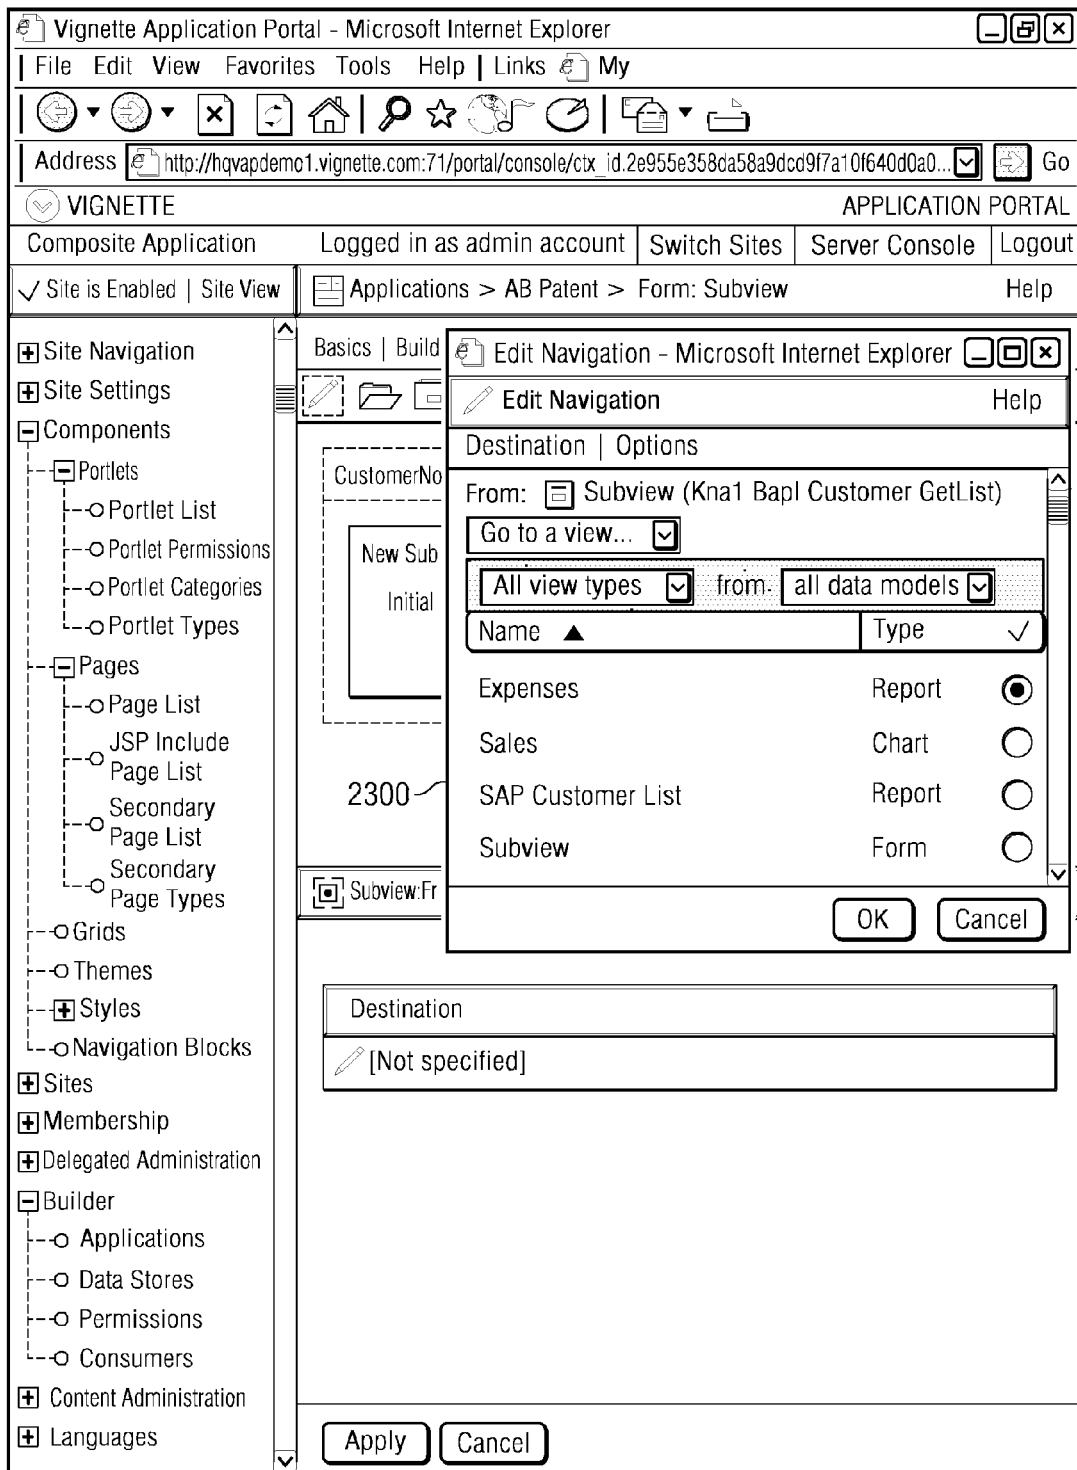 Vignette Application Portal - Microsoft Internet Explorer
File Edit View Favorites Tools Help | Links My
Address http://hqvapdemo1.vignette.com:71/portal/console/ctx_id.2e955e358da58a9dcd9f7a10f640d0a0... Go
VIGNETTE APPLICATION PORTAL
Composite Application Logged in as admin account Switch Sites Server Console Logout
Site is Enabled | Site View Applications > AB Patent > Form: Subview Help
Site Navigation
Site Settings
Components
Portlets
Portlet List
Portlet Permissions
Portlet Categories
Portlet Types
Pages
Page List
JSP Include
Page List
Secondary
Page List
Secondary
Page Types
Grids
Themes
Styles
Navigation Blocks
Sites
Membership
Delegated Administration
Builder
Applications
Data Stores
Permissions
Consumers
Content Administration
Languages
Basics | Build
CustomerNo
New Sub
Initial
2300
Subview:Fr
Edit Navigation - Microsoft Internet Explorer
Edit Navigation Help
Destination | Options
From: Subview (Kna1 Bapl Customer GetList)
Go to a view...
All view types from: all data models
Name Type
Expenses Report
Sales Chart
SAP Customer List Report
Subview Form
OK Cancel
Destination
[Not specified]
Apply Cancel